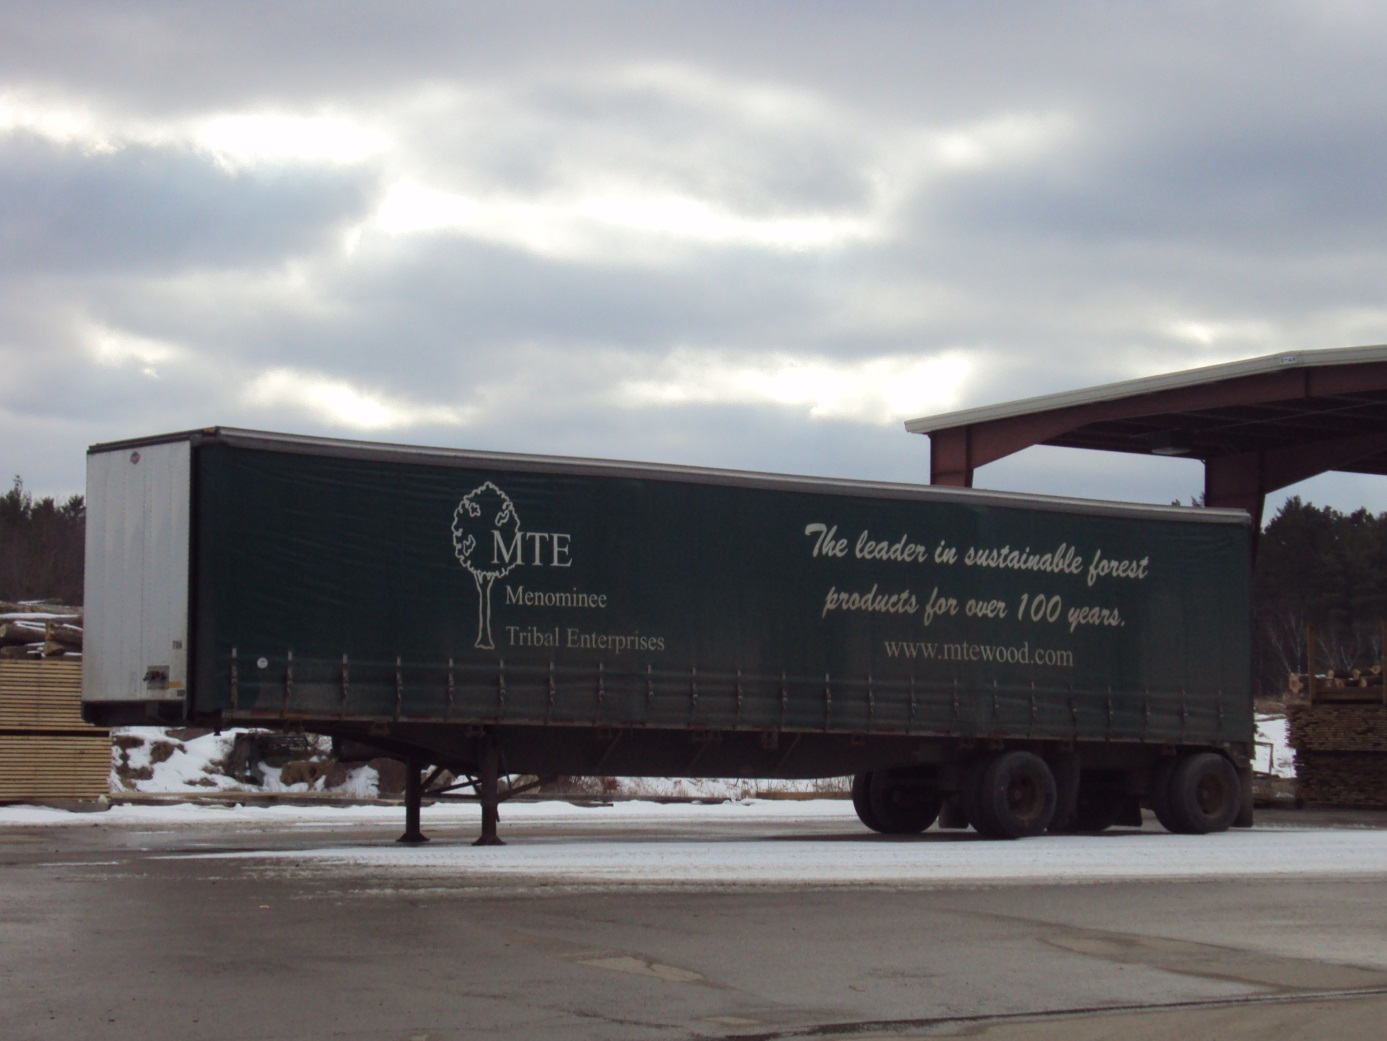 MTE
Menominee
Tribal Enterprises
The leader in sustainable forest
products for over 100 years.
www.mtewood.com